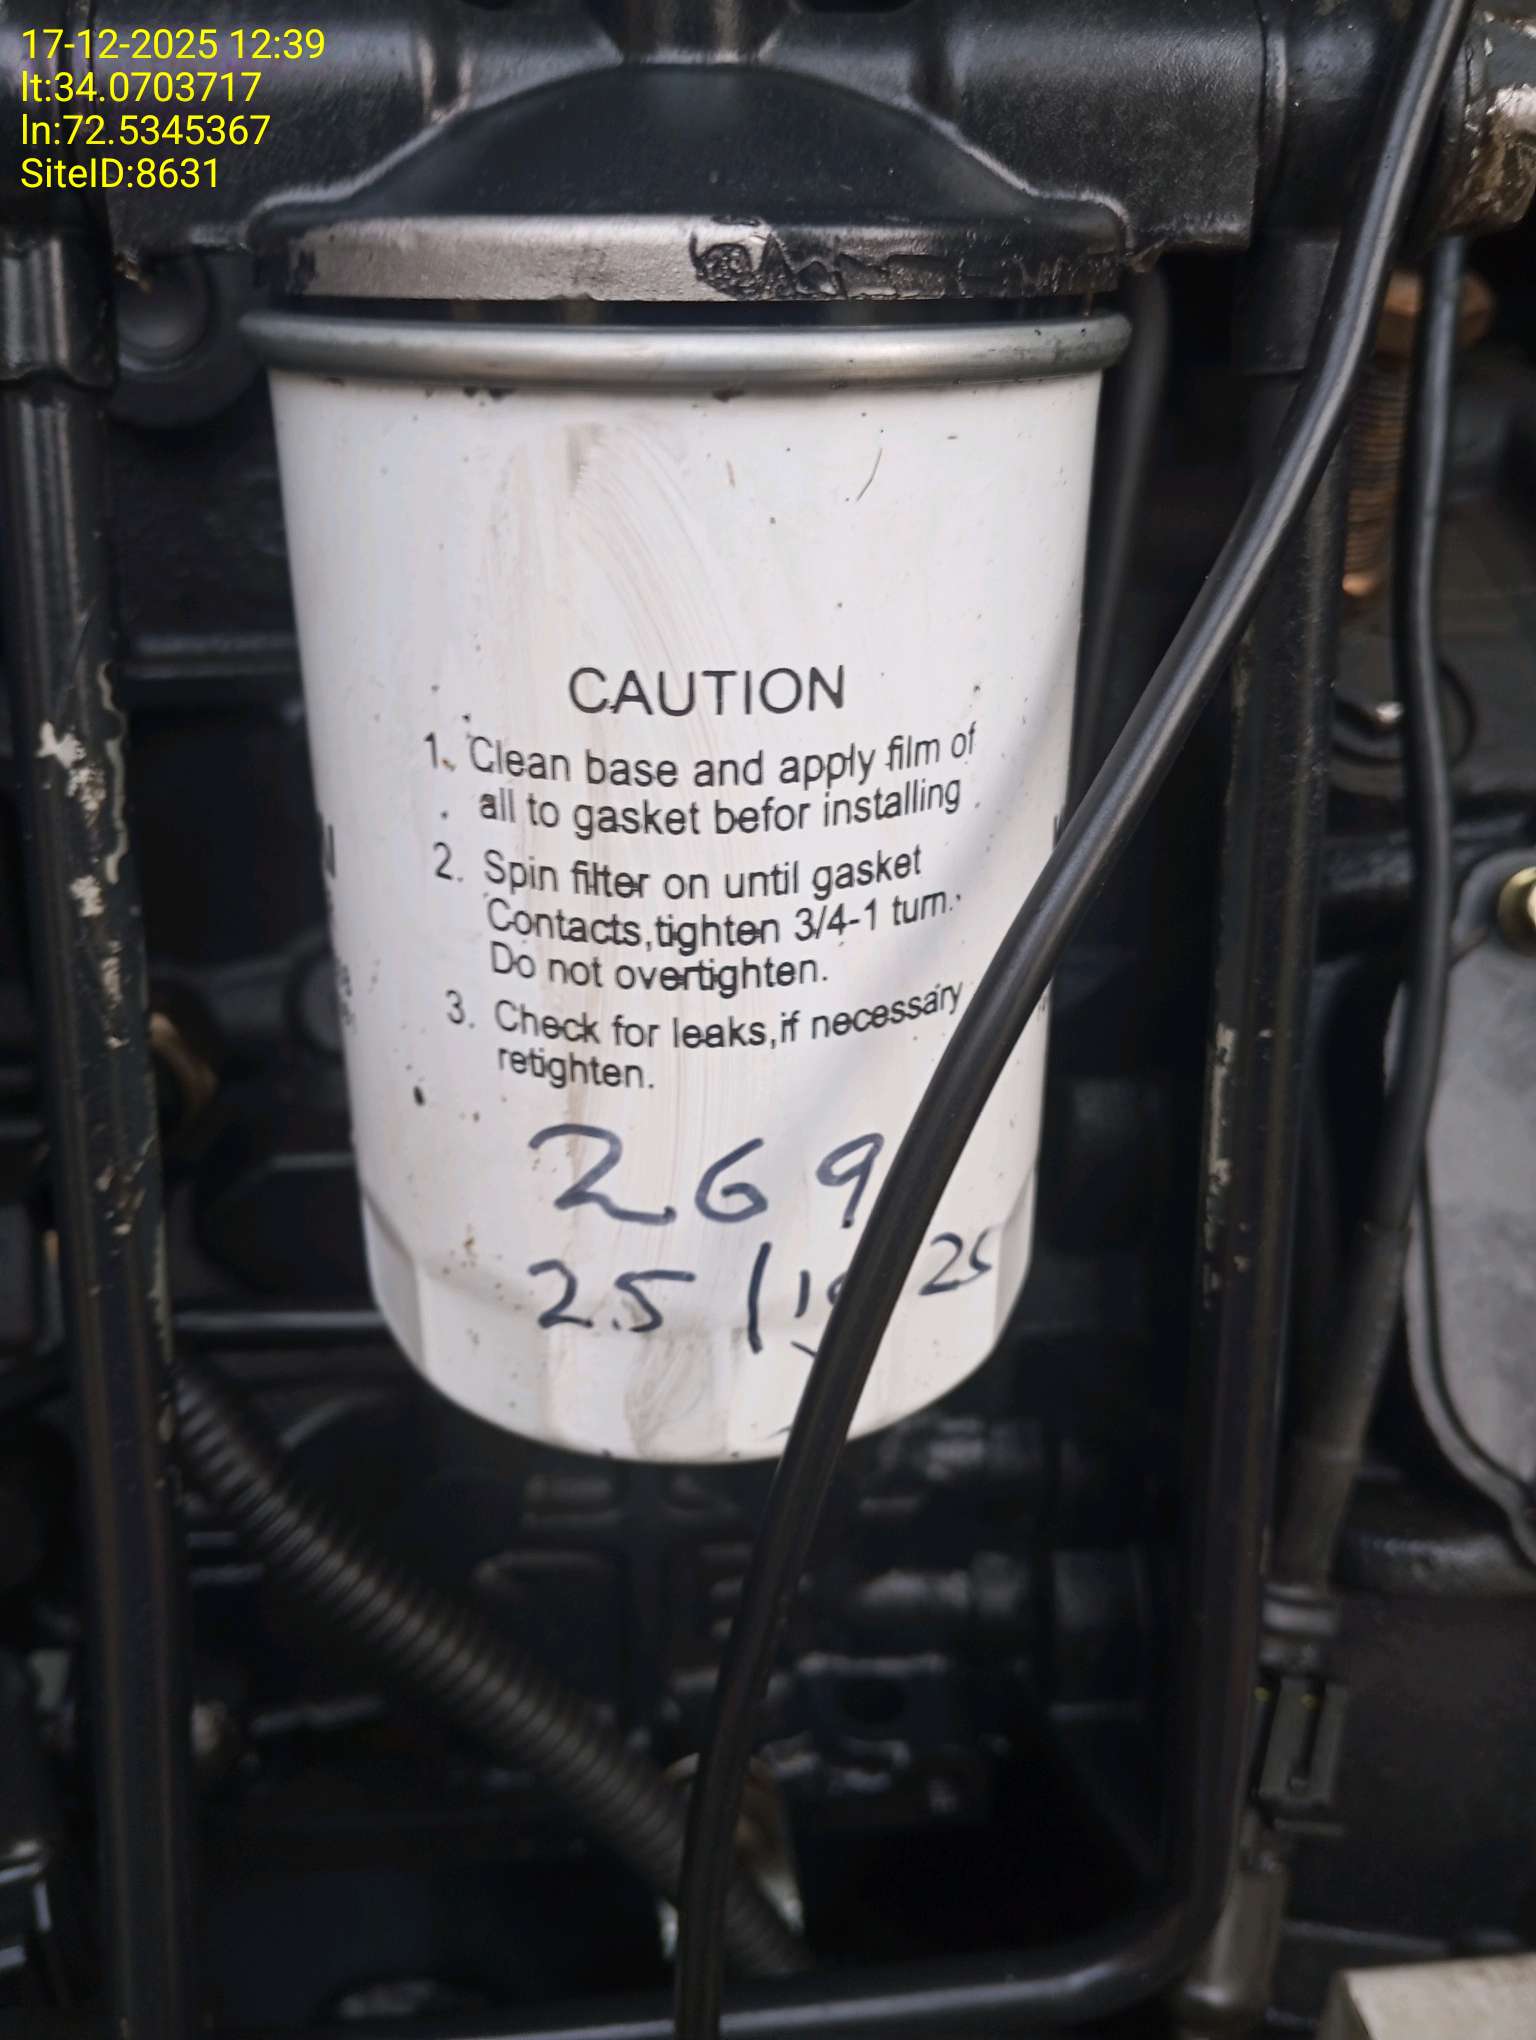 17-12-2025 12:39
lt:34.0703717
ln:72.5345367
SiteID:8631
CAUTION
1. Clean base and apply film of
all to gasket befor installing
2. Spin filter on until gasket
Contacts,tighten 3/4-1 turn.
Do not overtighten.
3. Check for leaks,if necessary
retighten.
269
25/ 25